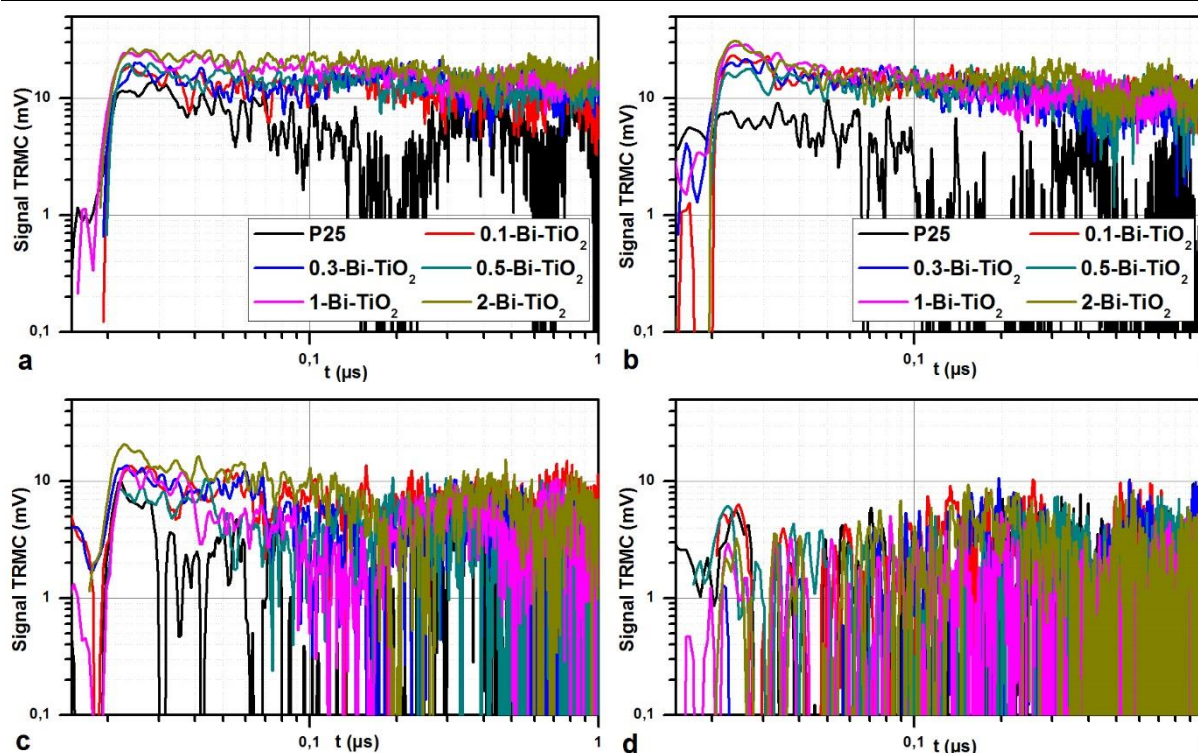 Signal TRMC (mV)
10
1
0,1
P25
0.1-Bi-TiO2
0.3-Bi-TiO2
0.5-Bi-TiO2
1-Bi-TiO2
2-Bi-TiO2
a
0,1
t (µs)
1
Signal TRMC (mV)
10
1
0,1
P25
0.1-Bi-TiO2
0.3-Bi-TiO2
0.5-Bi-TiO2
1-Bi-TiO2
2-Bi-TiO2
b
0,1
t (µs)
Signal TRMC (mV)
10
1
0,1
c
t (µs)
0,1
1
Signal TRMC (mV)
10
1
0,1
d
0,1
t (µs)